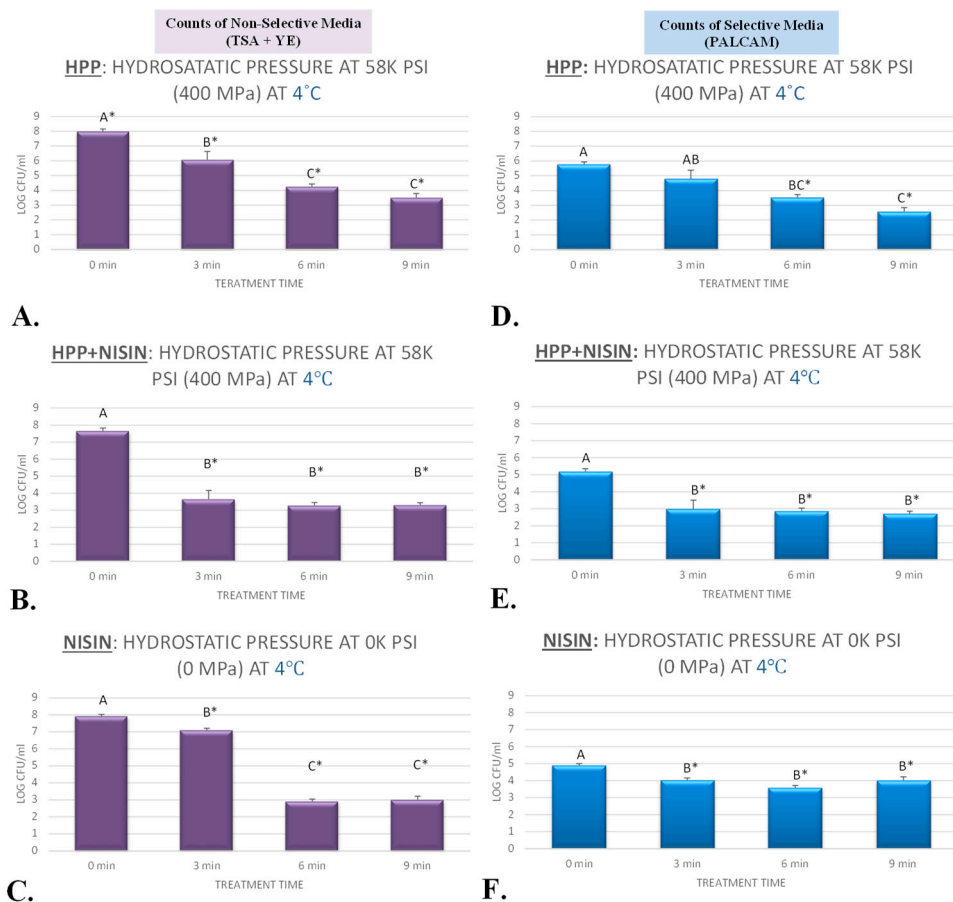 Counts of Non-Selective Media
(TSA + YE)
HPP: HYDROSATATIC PRESSURE AT 58K PSI
(400 MPa) AT 4°C
LOG CFU/ml
9
8
7
6
5
4
3
2
1
0
A*
B*
C*
C*
0 min
3 min
6 min
9 min
TERATMENT TIME
A.
HPP+NISIN: HYDROSTATIC PRESSURE AT 58K
PSI (400 MPa) AT 4°C
LOG CFU/ml
9
8
7
6
5
4
3
2
1
0
A
B*
B*
B*
0 min
3 min
6 min
9 min
TREATMENT TIME
B.
NISIN: HYDROSTATIC PRESSURE AT 0K PSI
(0 MPa) AT 4°C
LOG CFU/ml
9
8
7
6
5
4
3
2
1
0
A
B*
C*
C*
0 min
3 min
6 min
9 min
TREATMENT TIME
C.
Counts of Selective Media
(PALCAM)
HPP: HYDROSTATIC PRESSURE AT 58K PSI
(400 MPa) AT 4°C
LOG CFU/ml
9
8
7
6
5
4
3
2
1
0
A
AB
BC*
C*
0 min
3 min
6 min
9 min
TREATMENT TIME
D.
HPP+NISIN: HYDROSTATIC PRESSURE AT 58K
PSI (400 MPa) AT 4°C
LOG CFU/ml
9
8
7
6
5
4
3
2
1
0
A
B*
B*
B*
0 min
3 min
6 min
9 min
TREATMENT TIME
E.
NISIN: HYDROSTATIC PRESSURE AT 0K PSI
(0 MPa) AT 4°C
LOG CFU/ml
9
8
7
6
5
4
3
2
1
0
A
B*
B*
B*
0 min
3 min
6 min
9 min
TREATMENT TIME
F.